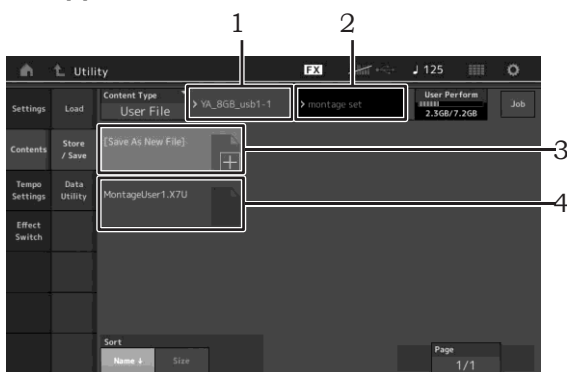 1 2
Utility FX ♩ 125
Content Type
User File
> YA_8GB_usb1-1
> montage set
User Perform
2.3GB/7.2GB
Job
Settings Load
Contents Store / Save
[Save As New File]
3
Tempo Settings Data Utility
MontageUser1.X7U
4
Effect Switch
Sort
Name ↓ Size
Page
1/1